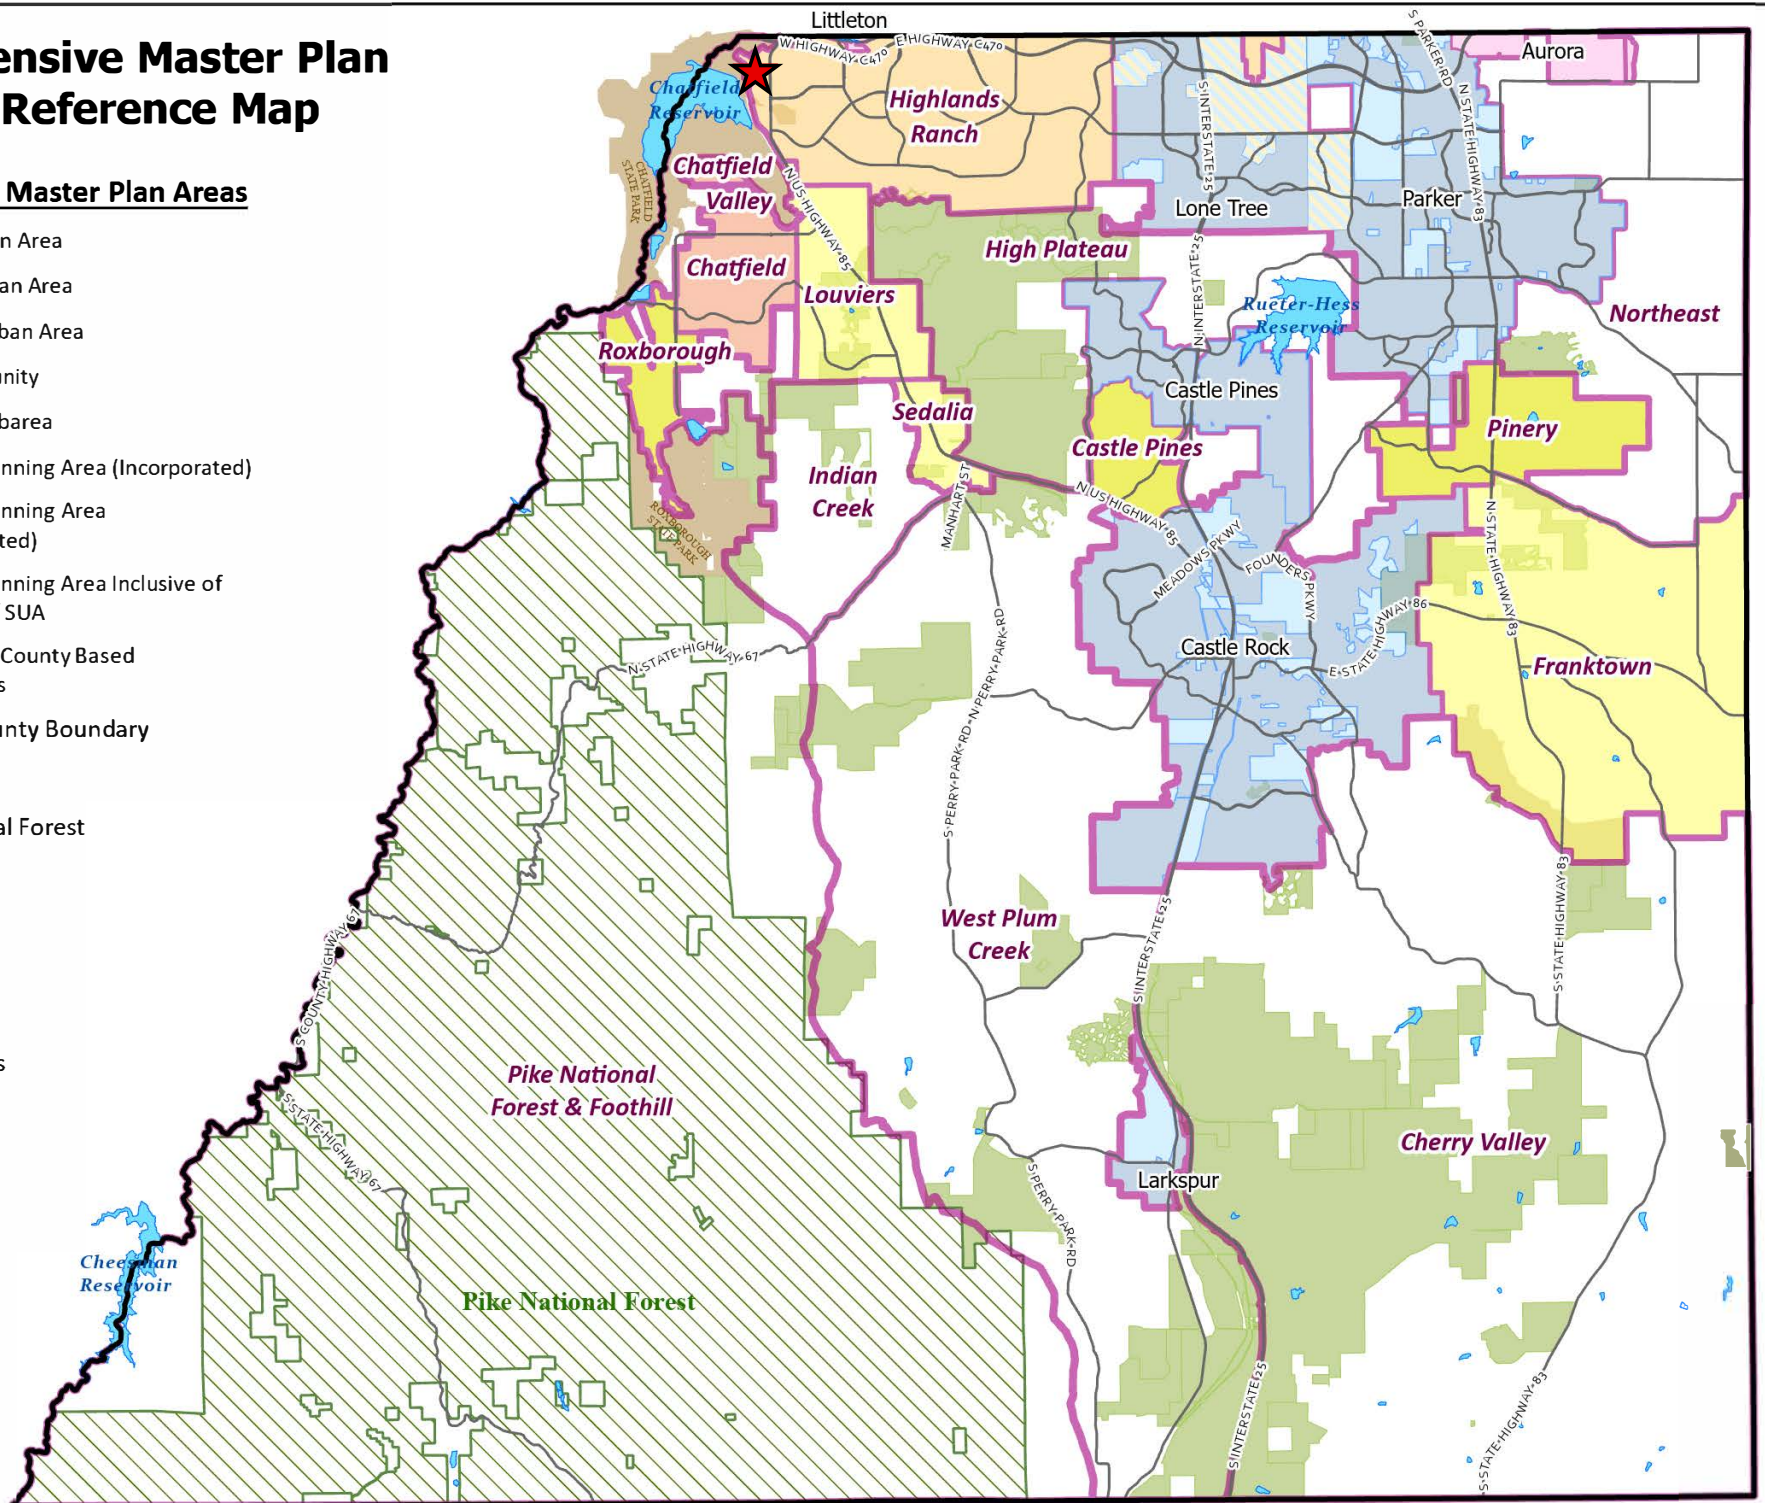 ensive Master Plan
Reference Map
Master Plan Areas
n Area
an Area
ban Area
nity
barea
nning Area (Incorporated)
nning Area
ted)
nning Area Inclusive of
SUA
County Based
s
nty Boundary
al Forest
s
Littleton
W HIGHWAY C470
E HIGHWAY C470
S PARKER RD
Aurora
Chatfield
Reservoir
Highlands
Ranch
S INTERSTATE 25
N STATE HIGHWAY 83
CHATFIELD
STATE PARK
Chatfield
Valley
N US HIGHWAY 85
Lone Tree
Parker
High Plateau
Chatfield
Louviers
N INTERSTATE 25
Rueter-Hess
Reservoir
Northeast
Roxborough
Castle Pines
Sedalia
Castle Pines
Pinery
Indian
Creek
MANHART ST
N US HIGHWAY 85
ROXBOROUGH
STATE PARK
MEADOWS PKWY
FOUNDERS PKWY
N STATE HIGHWAY 83
E STATE HIGHWAY 86
N STATE HIGHWAY 67
N PERRY PARK RD
Castle Rock
Franktown
S PERRY PARK RD
S COUNTY HIGHWAY 67
West Plum
Creek
S INTERSTATE 25
S STATE HIGHWAY 83
Pike National
Forest & Foothill
S STATE HIGHWAY 67
Cherry Valley
Larkspur
S PERRY PARK RD
Cheesman
Reservoir
Pike National Forest
S INTERSTATE 25
S STATE HIGHWAY 83